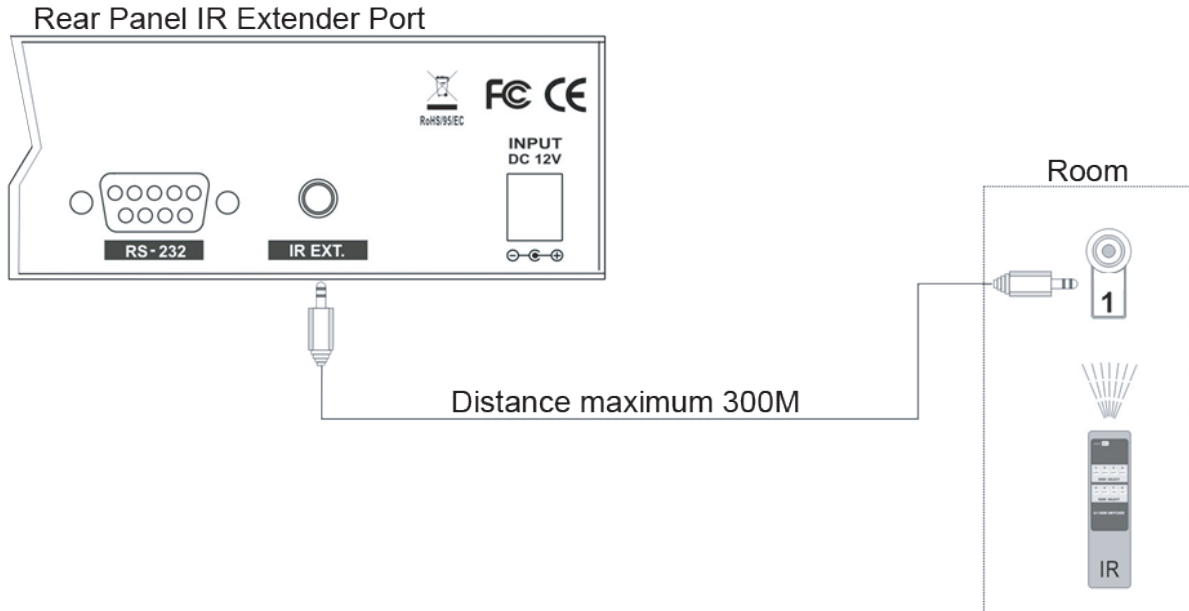 Rear Panel IR Extender Port
FC CE
RoHS/95/EC
INPUT
DC 12V
RS-232
IR EXT.
Room
1
Distance maximum 300M
IR